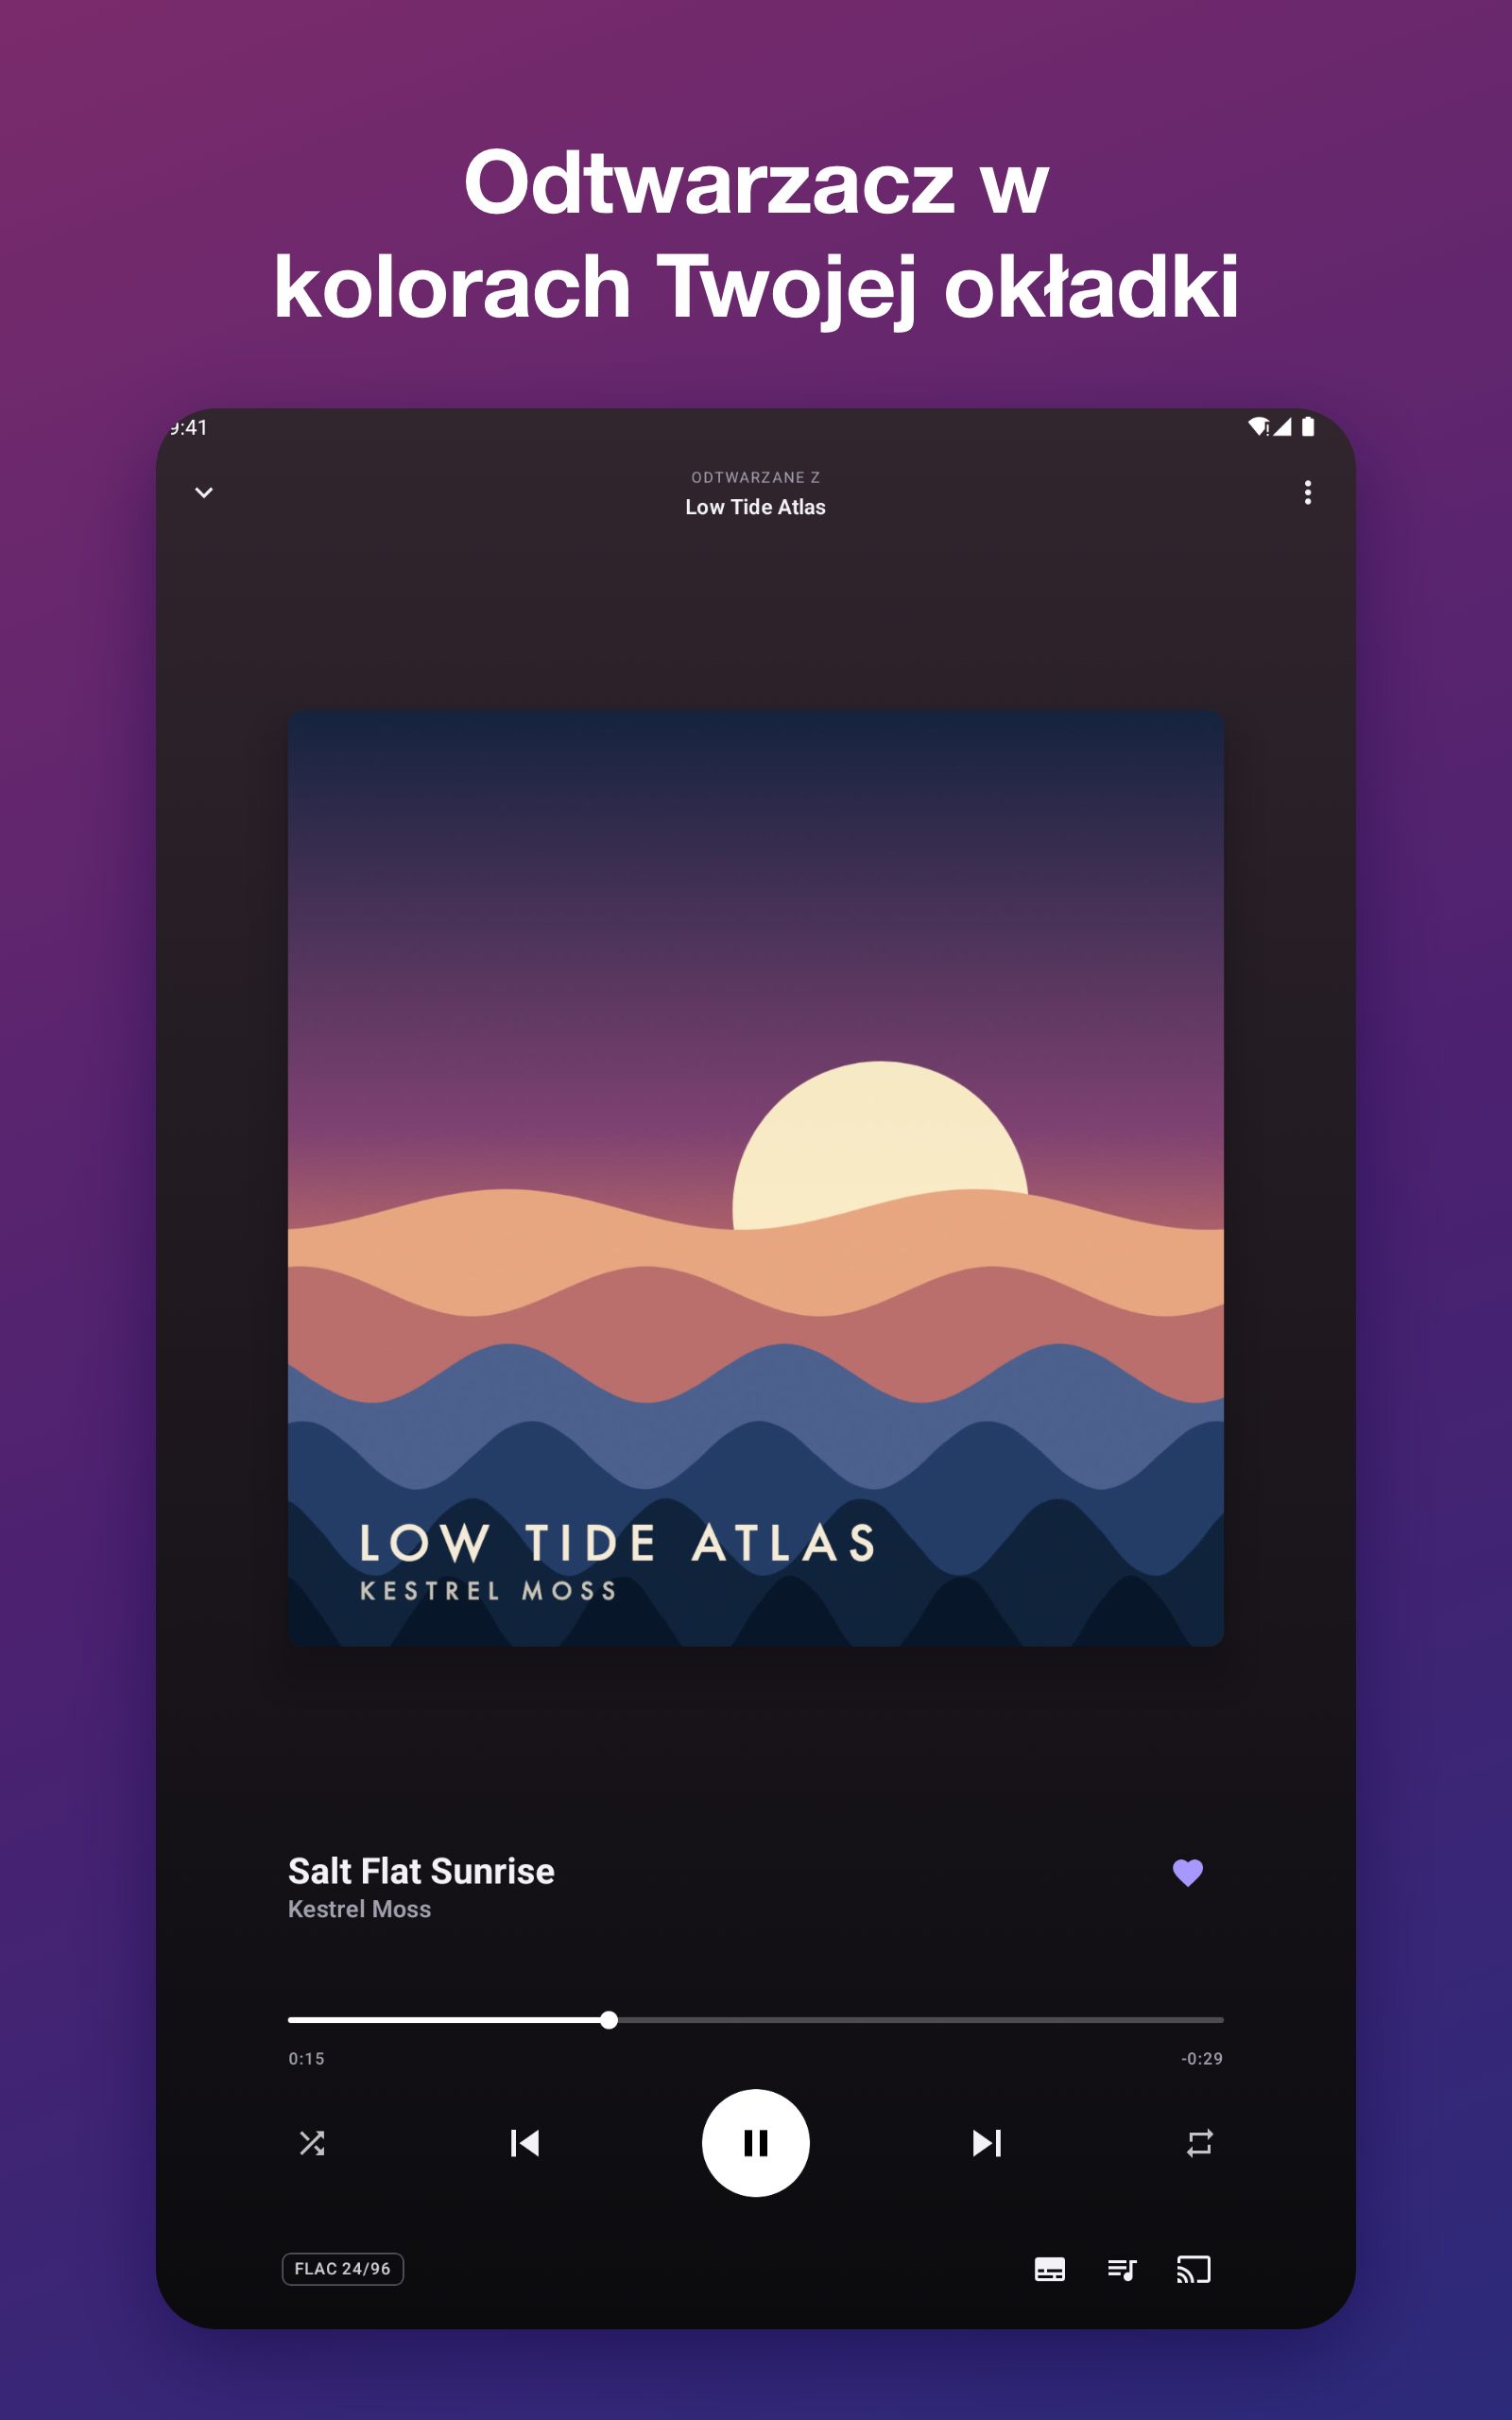 Odtwarzacz w
kolorach Twojej okładki
9:41
ODTWARZANE Z
Low Tide Atlas
LOW TIDE ATLAS
KESTREL MOSS
Salt Flat Sunrise
Kestrel Moss
0:15
-0:29
FLAC 24/96